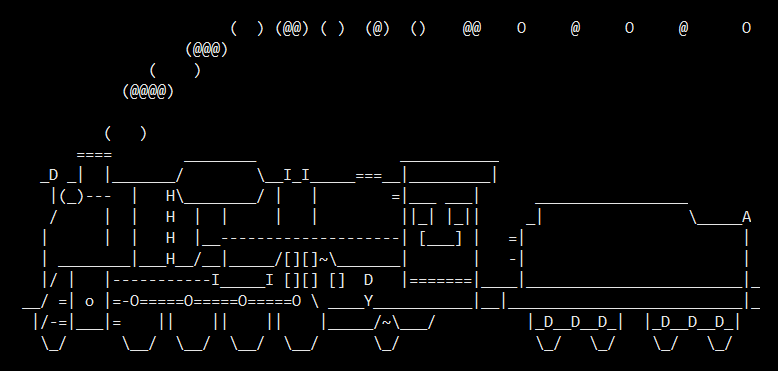 (  ) (@@) ( )  (@)  ()    @@    O     @     O     @      O
                  (@@@)
              (    )
           (@@@@)

         (   )
      ====        ________                ___________
  _D _|  |_______/        \__I_I_____===__|_________|
   |(_)---  |   H\________/ |   |        =|___ ___|      _________________
   /     |  |   H  |  |     |   |         ||_| |_||     _|                \_____A
  |      |  |   H  |__--------------------| [___] |   =|                        |
  | ________|___H__/__|_____/[][]~\_______|       |   -|                        |
  |/ |   |-----------I_____I [][] []  D   |=======|____|________________________|_
__/ =| o |=-O=====O=====O=====O \ ____Y___________|__|__________________________|_
 |/-=|___|=    ||    ||    ||    |_____/~\___/          |_D__D__D_|  |_D__D__D_|
  \_/      \__/  \__/  \__/  \__/      \_/               \_/   \_/    \_/   \_/